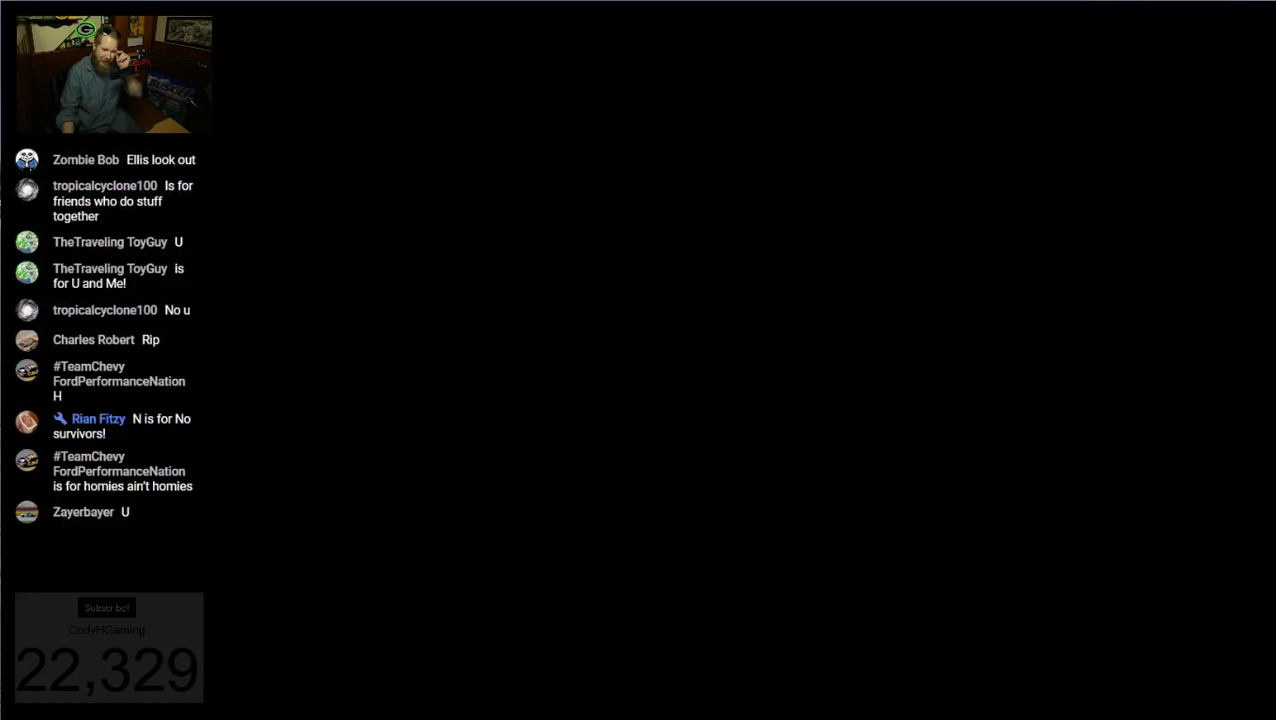 G
BUSCH
Zombie Bob Ellis look out
tropicalcyclone100 Is for
friends who do stuff
together
TheTraveling ToyGuy U
TheTraveling ToyGuy is
for U and Me!
tropicalcyclone100 No u
Charles Robert Rip
#TeamChevy
FordPerformanceNation
H
Rian Fitzy N is for No
survivors!
#TeamChevy
FordPerformanceNation
is for homies ain't homies
Zayerbayer U
Subscribe!
CodyHGaming
22,329